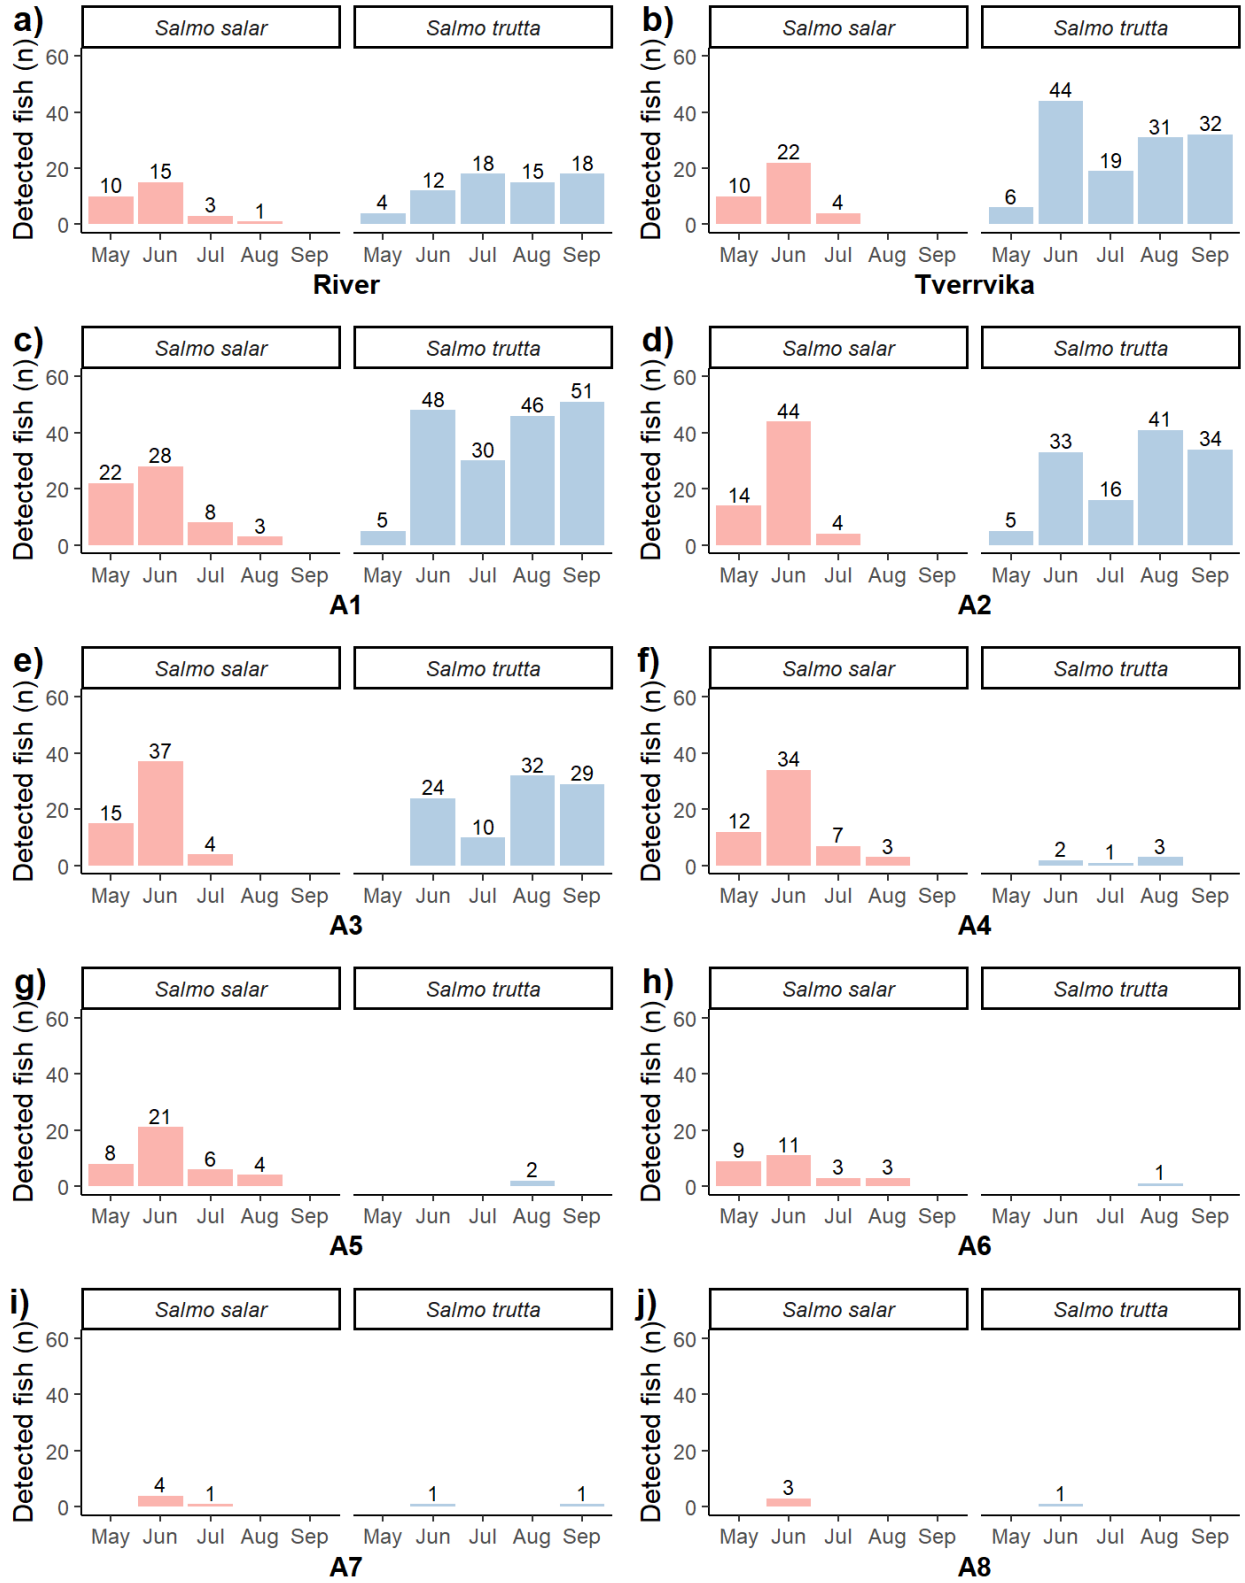 a)
Salmo salar
Salmo trutta
Detected fish (n)
60
40
20
0
10
15
3
1
4
12
18
15
18
May Jun Jul Aug Sep
May Jun Jul Aug Sep
River
b)
Salmo salar
Salmo trutta
Detected fish (n)
60
40
20
0
10
22
4
6
44
19
31
32
May Jun Jul Aug Sep
May Jun Jul Aug Sep
Tverrvika
c)
Salmo salar
Salmo trutta
Detected fish (n)
60
40
20
0
22
28
8
3
5
48
30
46
51
May Jun Jul Aug Sep
May Jun Jul Aug Sep
A1
d)
Salmo salar
Salmo trutta
Detected fish (n)
60
40
20
0
14
44
4
5
33
16
41
34
May Jun Jul Aug Sep
May Jun Jul Aug Sep
A2
e)
Salmo salar
Salmo trutta
Detected fish (n)
60
40
20
0
15
37
4
24
10
32
29
May Jun Jul Aug Sep
May Jun Jul Aug Sep
A3
f)
Salmo salar
Salmo trutta
Detected fish (n)
60
40
20
0
12
34
7
3
2
1
3
May Jun Jul Aug Sep
May Jun Jul Aug Sep
A4
g)
Salmo salar
Salmo trutta
Detected fish (n)
60
40
20
0
8
21
6
4
2
May Jun Jul Aug Sep
May Jun Jul Aug Sep
A5
h)
Salmo salar
Salmo trutta
Detected fish (n)
60
40
20
0
9
11
3
3
1
May Jun Jul Aug Sep
May Jun Jul Aug Sep
A6
i)
Salmo salar
Salmo trutta
Detected fish (n)
60
40
20
0
4
1
1
1
May Jun Jul Aug Sep
May Jun Jul Aug Sep
A7
j)
Salmo salar
Salmo trutta
Detected fish (n)
60
40
20
0
3
1
May Jun Jul Aug Sep
May Jun Jul Aug Sep
A8